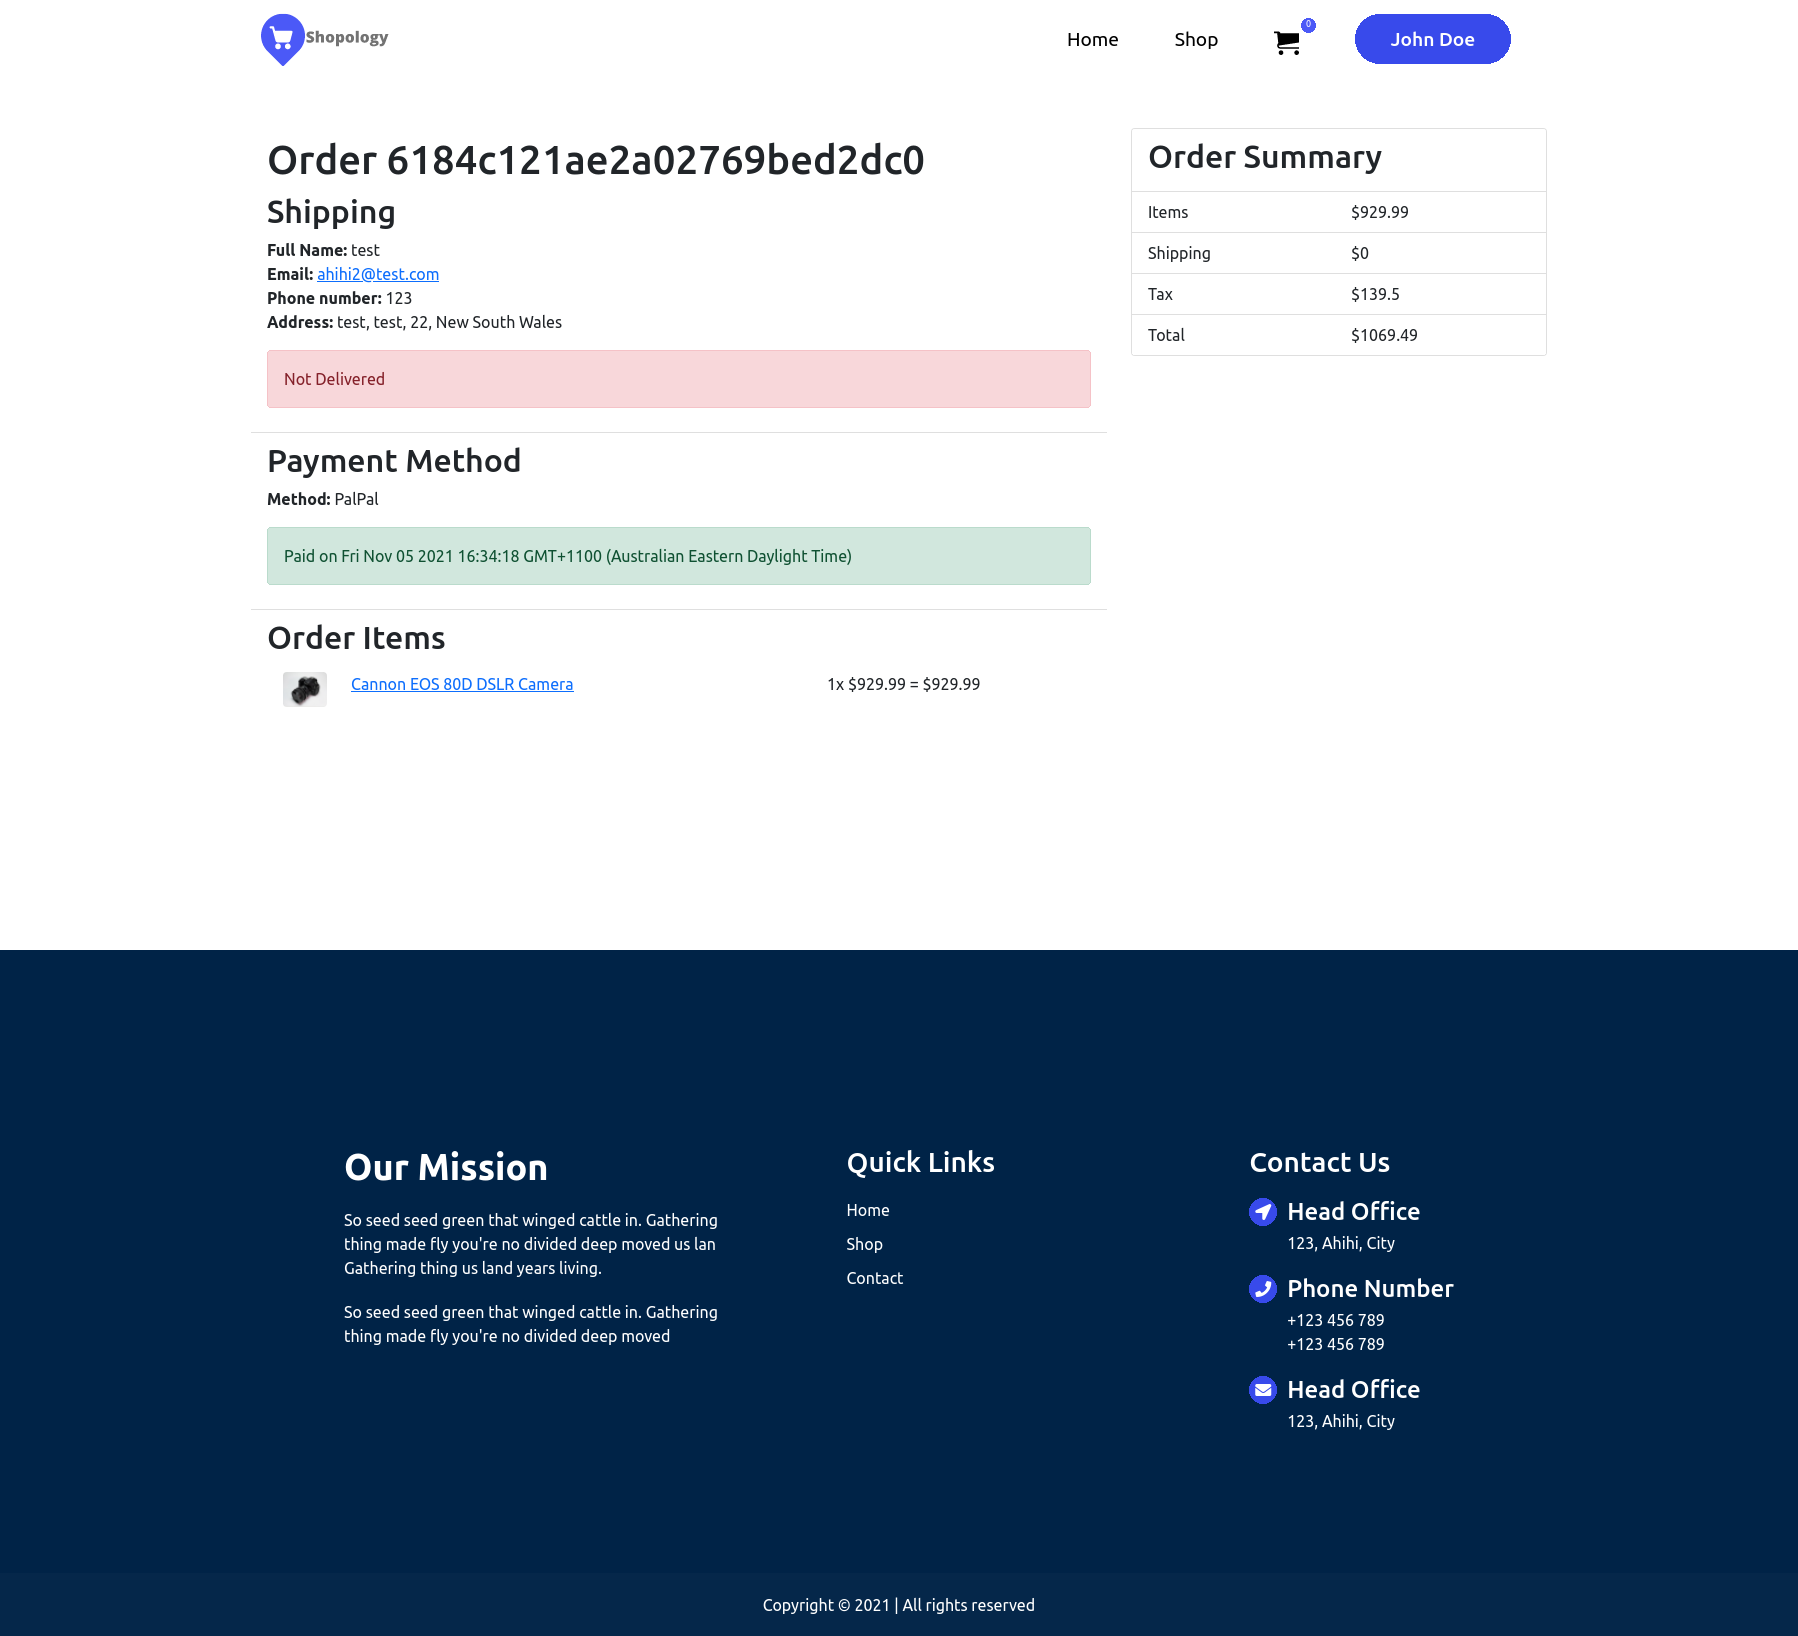 Shopology
Home
Shop
0
John Doe
Order 6184c121ae2a02769bed2dc0
Shipping
Full Name: test
Email: ahihi2@test.com
Phone number: 123
Address: test, test, 22, New South Wales
Not Delivered
Payment Method
Method: PalPal
Paid on Fri Nov 05 2021 16:34:18 GMT+1100 (Australian Eastern Daylight Time)
Order Items
Cannon EOS 80D DSLR Camera
1x $929.99 = $929.99
Order Summary
Items $929.99
Shipping $0
Tax $139.5
Total $1069.49
Our Mission
So seed seed green that winged cattle in. Gathering
thing made fly you're no divided deep moved us lan
Gathering thing us land years living.
So seed seed green that winged cattle in. Gathering
thing made fly you're no divided deep moved
Quick Links
Home
Shop
Contact
Contact Us
Head Office
123, Ahihi, City
Phone Number
+123 456 789
+123 456 789
Head Office
123, Ahihi, City
Copyright © 2021 | All rights reserved